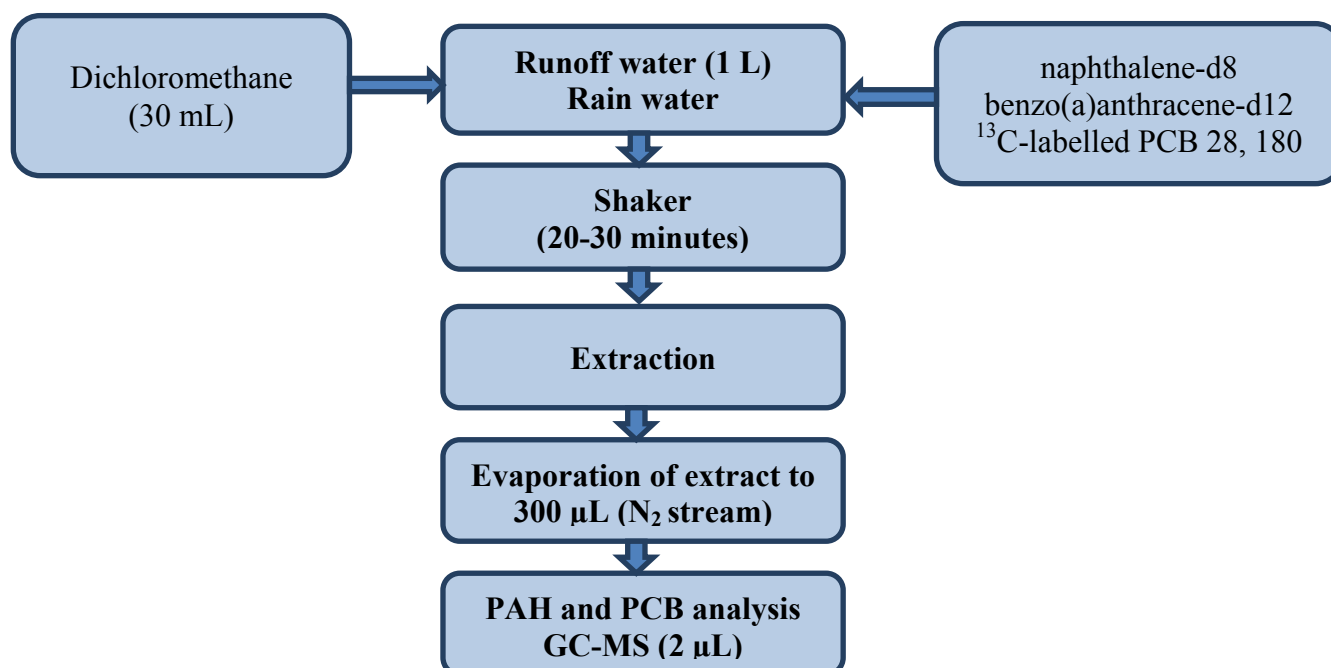 Dichloromethane
(30 mL)
Runoff water (1 L)
Rain water
naphthalene-d8
benzo(a)anthracene-d12
¹³C-labelled PCB 28, 180
Shaker
(20-30 minutes)
Extraction
Evaporation of extract to
300 µL (N₂ stream)
PAH and PCB analysis
GC-MS (2 µL)